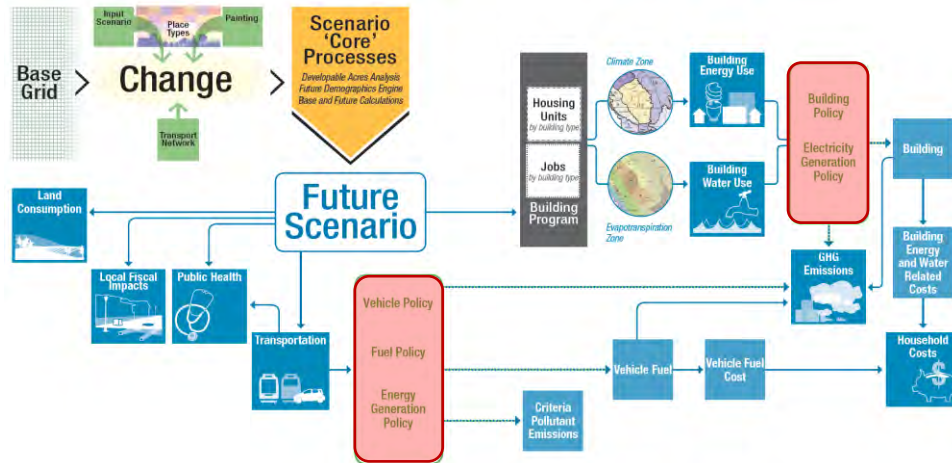 Base
Grid
Input
Scenario
Place
Types
Painting
Change
Transport
Network
Scenario
'Core'
Processes
Developable Acres Analysis
Future Demographics Engine
Base and Future Calculations
Future
Scenario
Land
Consumption
Local Fiscal
Impacts
Public Health
Transportation
Vehicle Policy
Fuel Policy
Energy
Generation
Policy
Criteria
Pollutant
Emissions
Vehicle Fuel
Vehicle Fuel
Cost
Housing
Units
by building type
Jobs
by building type
Building
Program
Climate Zone
Evapotranspiration
Zone
Building
Energy Use
Building
Water Use
Building
Policy
Electricity
Generation
Policy
Building
GHG
Emissions
Building
Energy
and Water
Related
Costs
Household
Costs
$